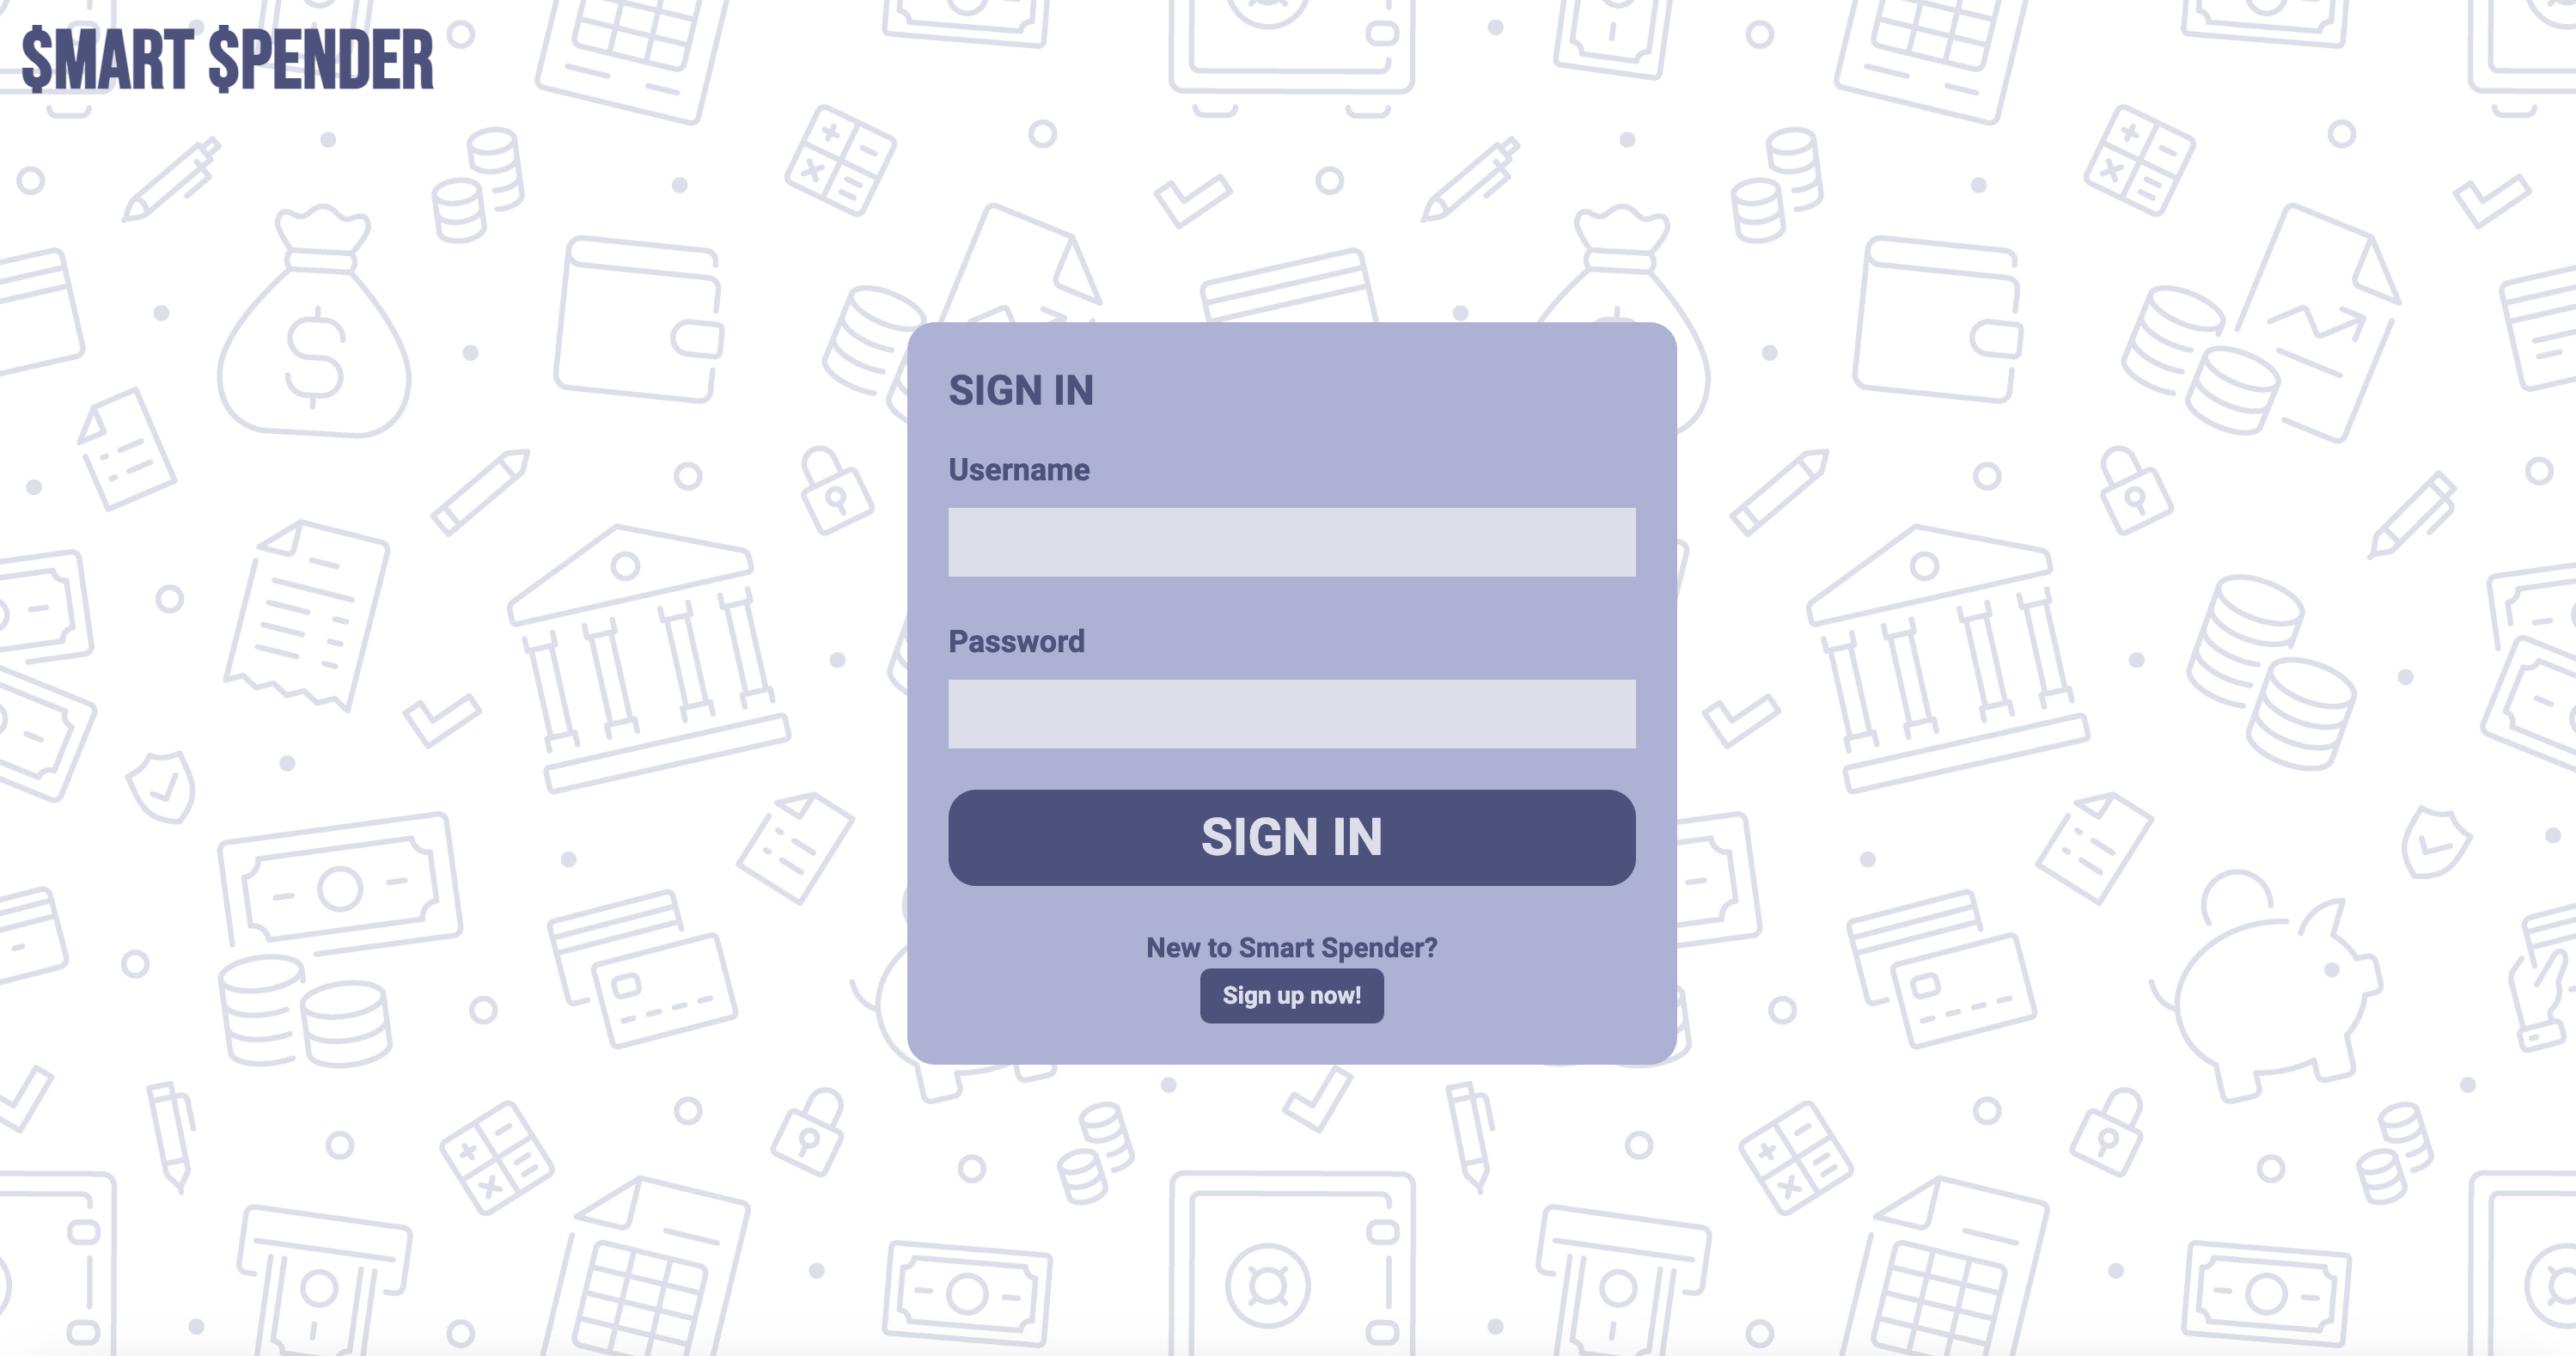 $MART $PENDER
SIGN IN
Username
Password
SIGN IN
New to Smart Spender?
Sign up now!